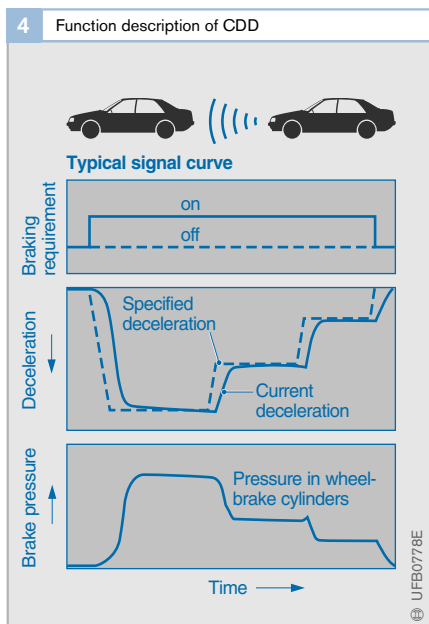 4 Function description of CDD
Typical signal curve
Braking
requirement
on
off
Deceleration
Specified
deceleration
Current
deceleration
Brake pressure
Pressure in wheel-
brake cylinders
Time
UFB0778E